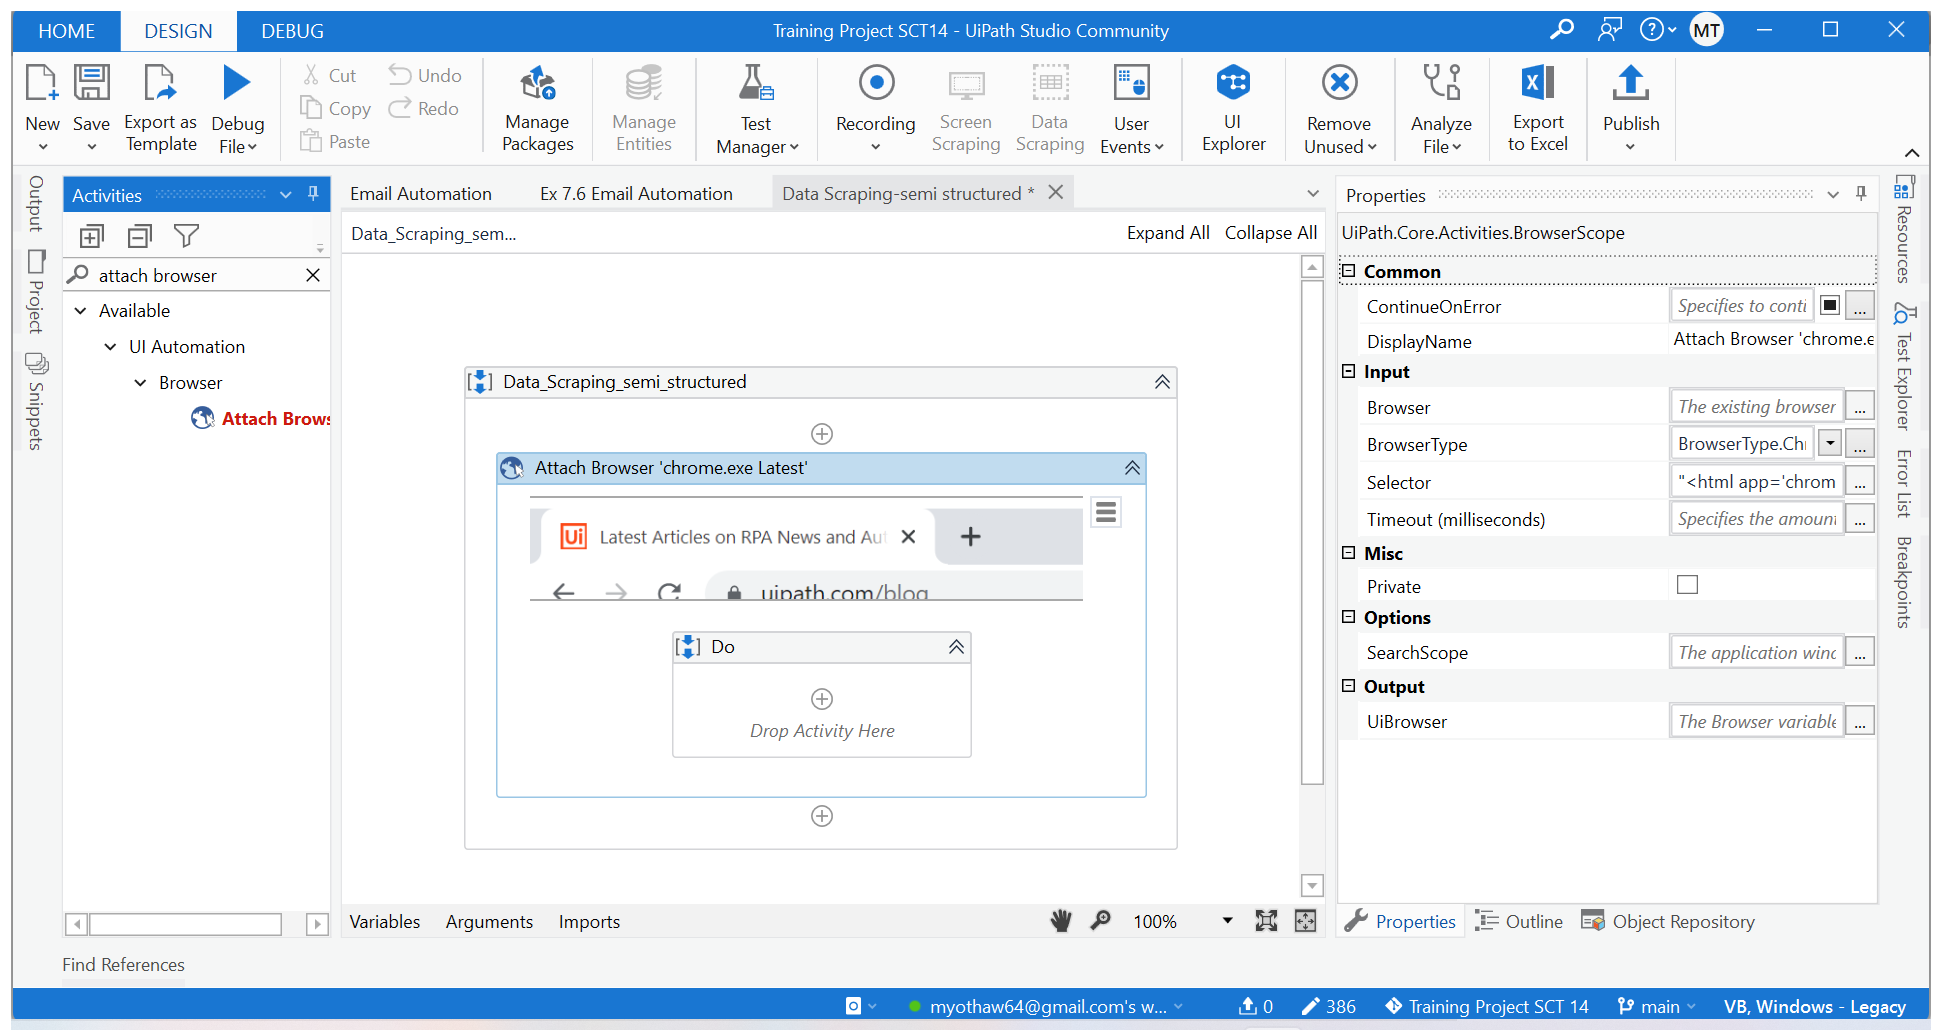 HOME DESIGN DEBUG Training Project SCT14 - UiPath Studio Community MT
New Save Export as Template Debug File
Cut Copy Paste Undo Redo
Manage Packages Manage Entities Test Manager Recording Screen Scraping Data Scraping User Events UI Explorer Remove Unused Analyze File Export to Excel Publish
Output
Project
Snippets
Activities
attach browser
Available
UI Automation
Browser
Attach Brows
Email Automation Ex 7.6 Email Automation Data Scraping-semi structured *
Data_Scraping_sem... Expand All Collapse All
Data_Scraping_semi_structured
Attach Browser 'chrome.exe Latest'
Ui Latest Articles on RPA News and Aut
uipath.com/blog
Do
Drop Activity Here
Variables Arguments Imports 100%
Properties
UiPath.Core.Activities.BrowserScope
Common
ContinueOnError Specifies to conti ...
DisplayName Attach Browser 'chrome.e
Input
Browser The existing browser ...
BrowserType BrowserType.Chr ...
Selector "<html app='chrom ...
Timeout (milliseconds) Specifies the amount ...
Misc
Private
Options
SearchScope The application winc ...
Output
UiBrowser The Browser variable ...
Properties Outline Object Repository
Resources
Test Explorer
Error List
Breakpoints
Find References
myothaw64@gmail.com's w... 0 386 Training Project SCT 14 main VB, Windows - Legacy